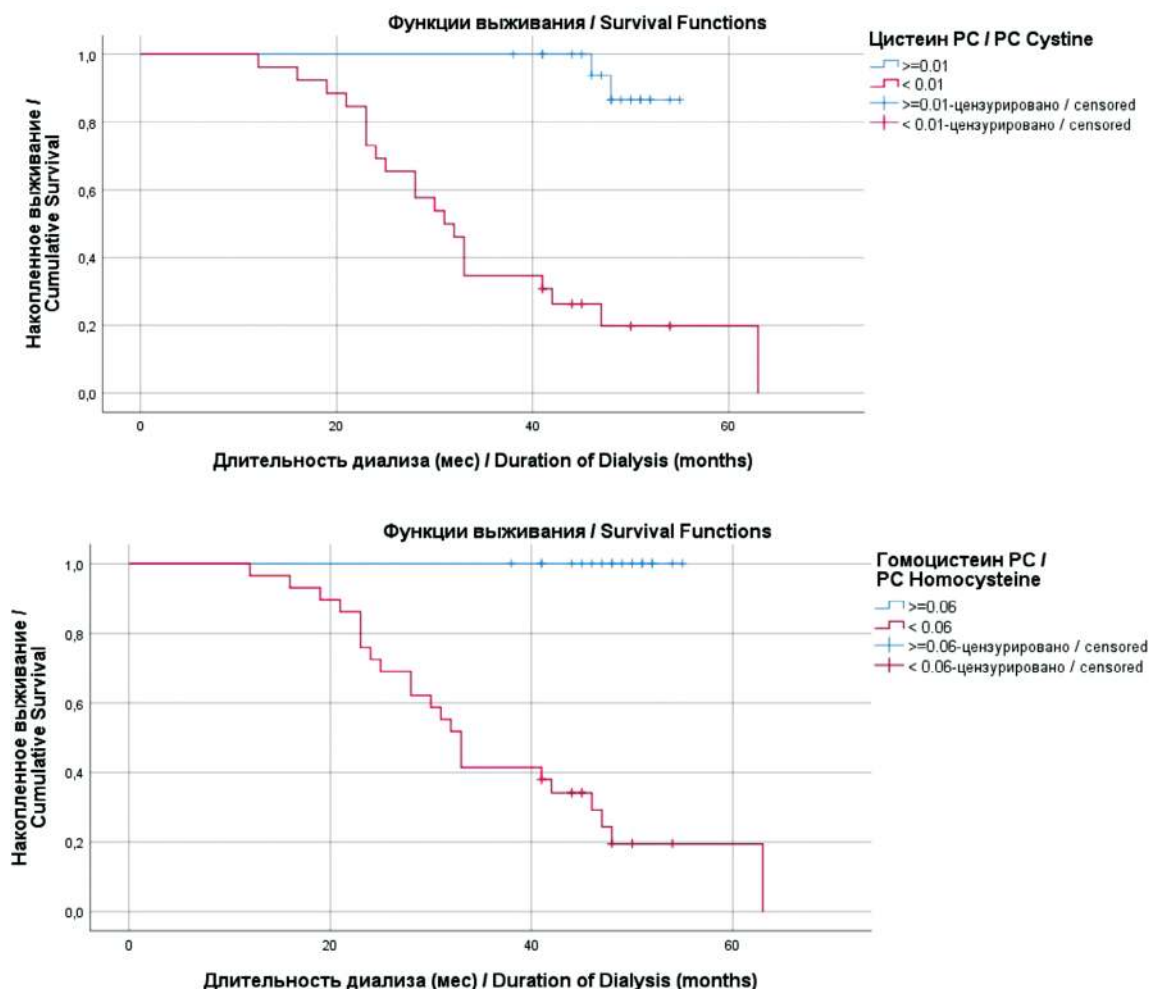 Функции выживания / Survival Functions
Накопленное выживание /
Cumulative Survival
1,0
0,8
0,6
0,4
0,2
0,0
0
20
40
60
Длительность диализа (мес) / Duration of Dialysis (months)
Цистеин РС / PC Cystine
>=0.01
< 0.01
>=0.01-цензурировано / censored
< 0.01-цензурировано / censored
Функции выживания / Survival Functions
Накопленное выживание /
Cumulative Survival
1,0
0,8
0,6
0,4
0,2
0,0
0
20
40
60
Длительность диализа (мес) / Duration of Dialysis (months)
Гомоцистеин РС /
PC Homocysteine
>=0.06
< 0.06
>=0.06-цензурировано / censored
< 0.06-цензурировано / censored